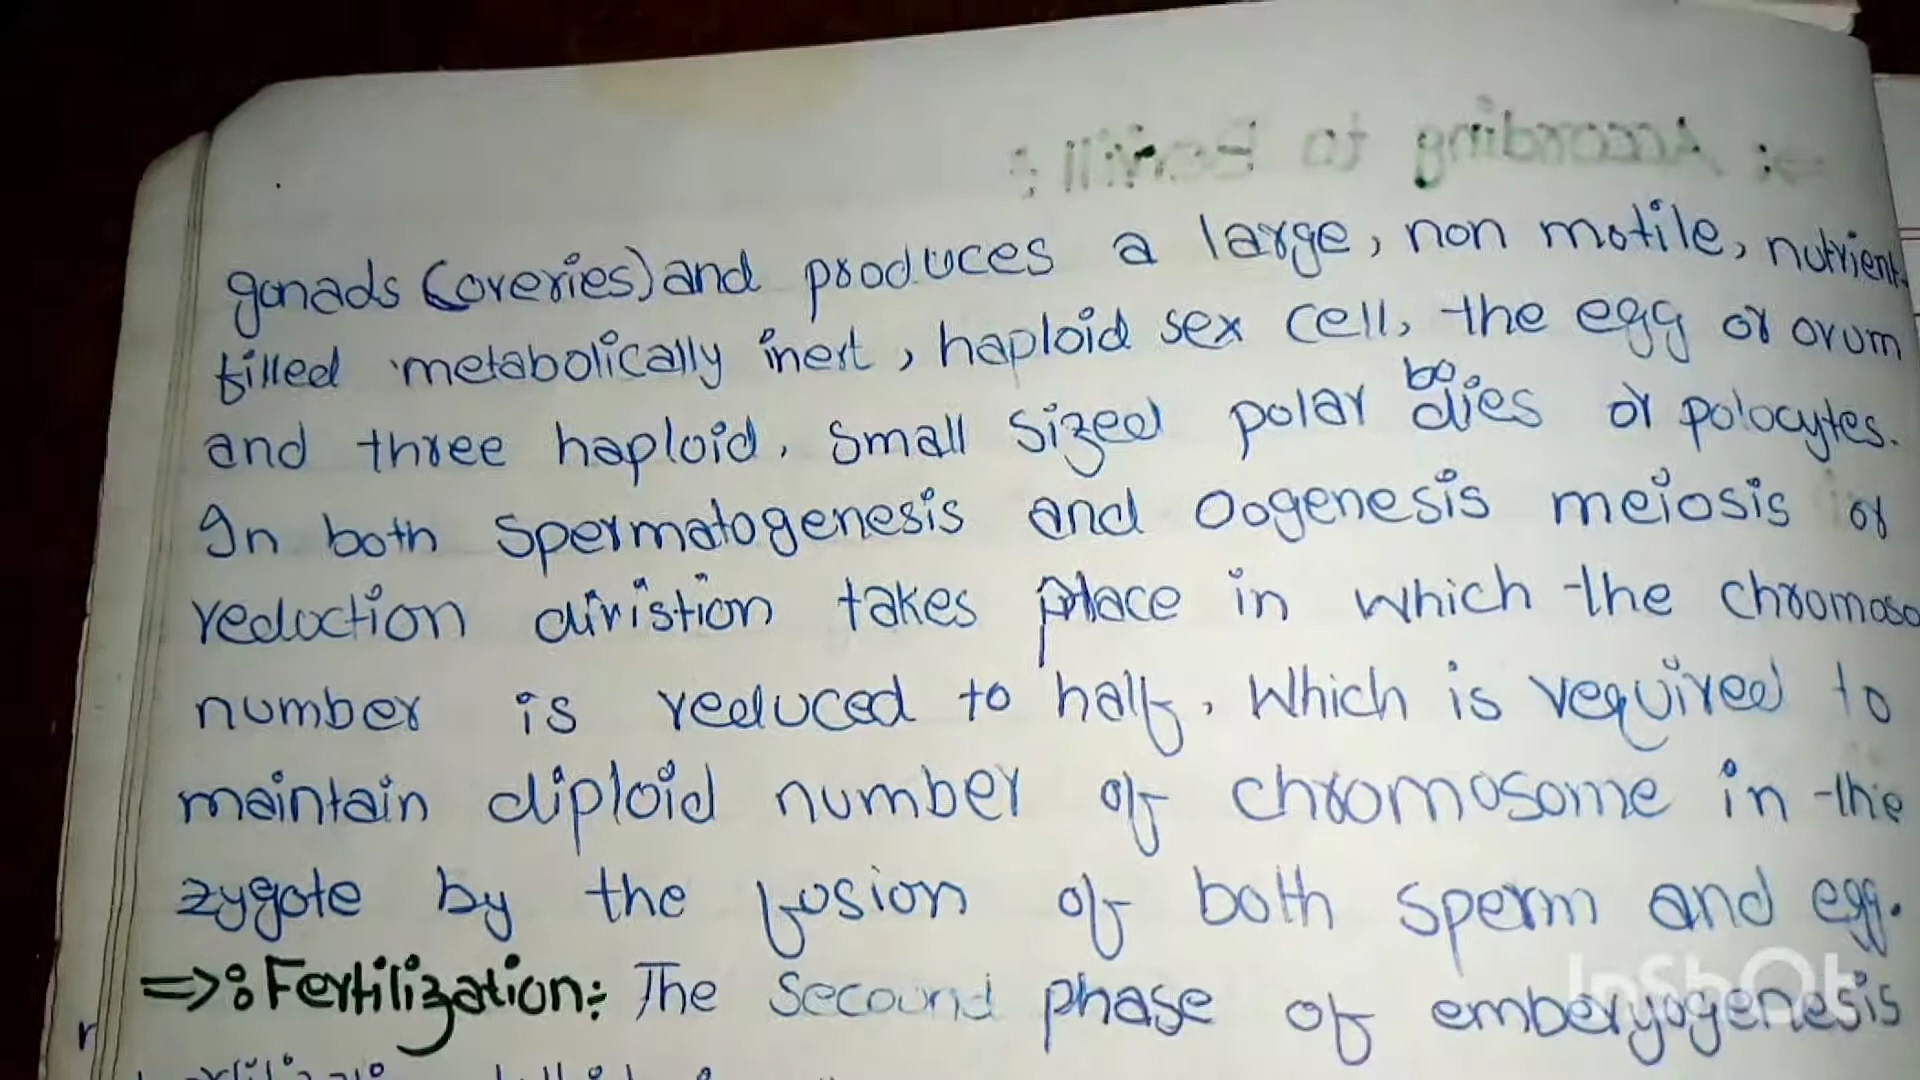 gonads (overies) and produces a large, non motile, nutrient
filled metabolically inert, haploid sex cell, the egg or ovum
and three haploid, small sized polar bodies or polocytes.
In both Spermatogenesis and Oogenesis meiosis or
reduction divistion takes place in which the chromoso
number is reduced to half, Which is required to
maintain diploid number of chromosome in the
zygote by the fusion of both sperm and egg.
=>: Fertilization: The Secound phase of emberyogenesis
InShOt